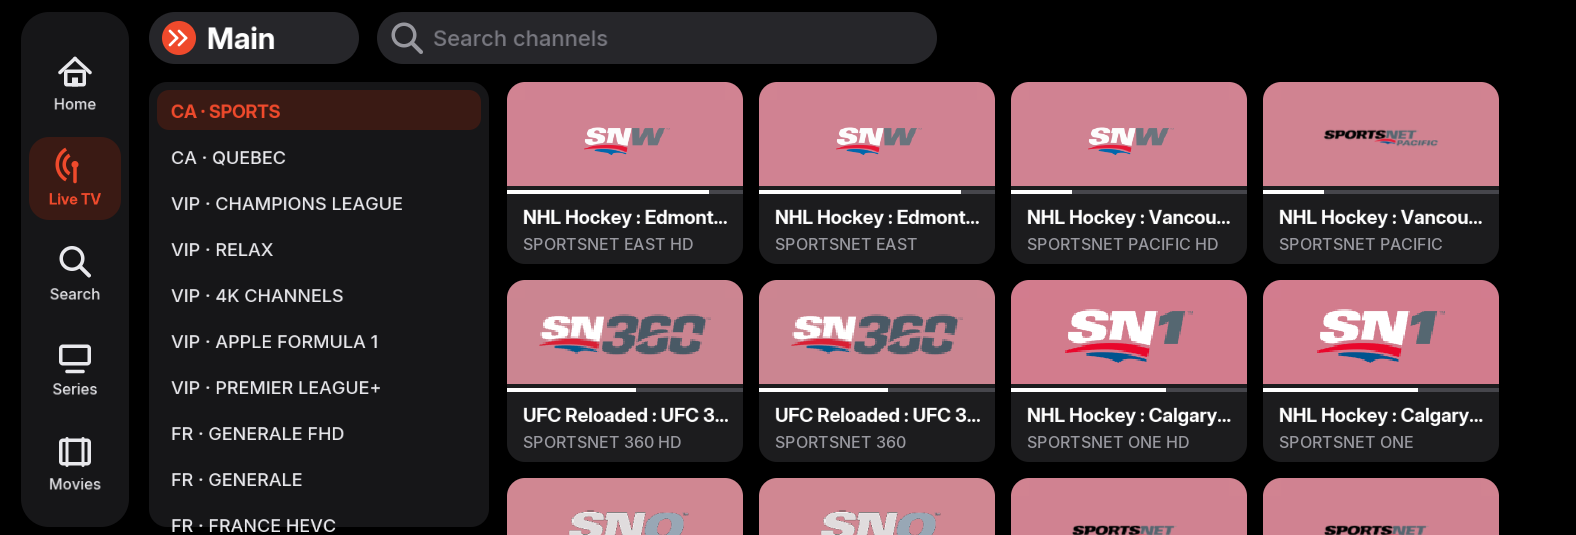 Main
Search channels
Home
Live TV
Search
Series
Movies
CA · SPORTS
CA · QUEBEC
VIP · CHAMPIONS LEAGUE
VIP · RELAX
VIP · 4K CHANNELS
VIP · APPLE FORMULA 1
VIP · PREMIER LEAGUE+
FR · GENERALE FHD
FR · GENERALE
FR · FRANCE HEVC
SNW
NHL Hockey : Edmont...
SPORTSNET EAST HD
SNW
NHL Hockey : Edmont...
SPORTSNET EAST
SNW
NHL Hockey : Vancou...
SPORTSNET PACIFIC HD
SPORTSNET
PACIFIC
NHL Hockey : Vancou...
SPORTSNET PACIFIC
SN360
UFC Reloaded : UFC 3...
SPORTSNET 360 HD
SN360
UFC Reloaded : UFC 3...
SPORTSNET 360
SN1
NHL Hockey : Calgary...
SPORTSNET ONE HD
SN1
NHL Hockey : Calgary...
SPORTSNET ONE
SNO
SNO
SPORTSNET
SPORTSNET